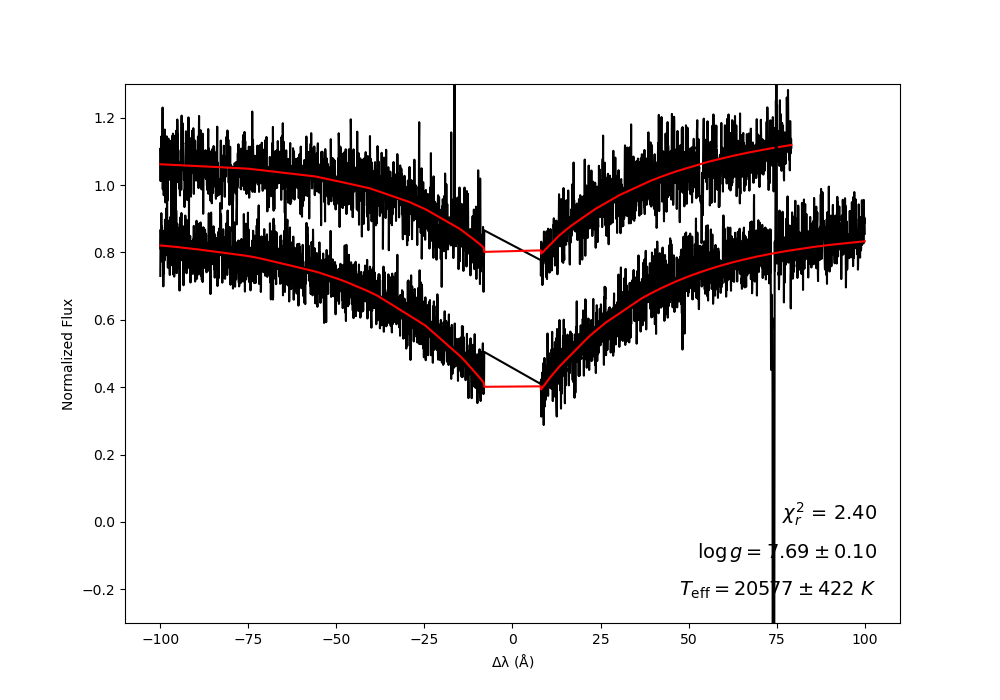 1.2
1.0
0.8
0.6
0.4
0.2
0.0
−0.2
Normalized Flux
χ²ᵣ = 2.40
log g = 7.69 ± 0.10
T_eff = 20577 ± 422 K
−100 −75 −50 −25 0 25 50 75 100
Δλ (Å)